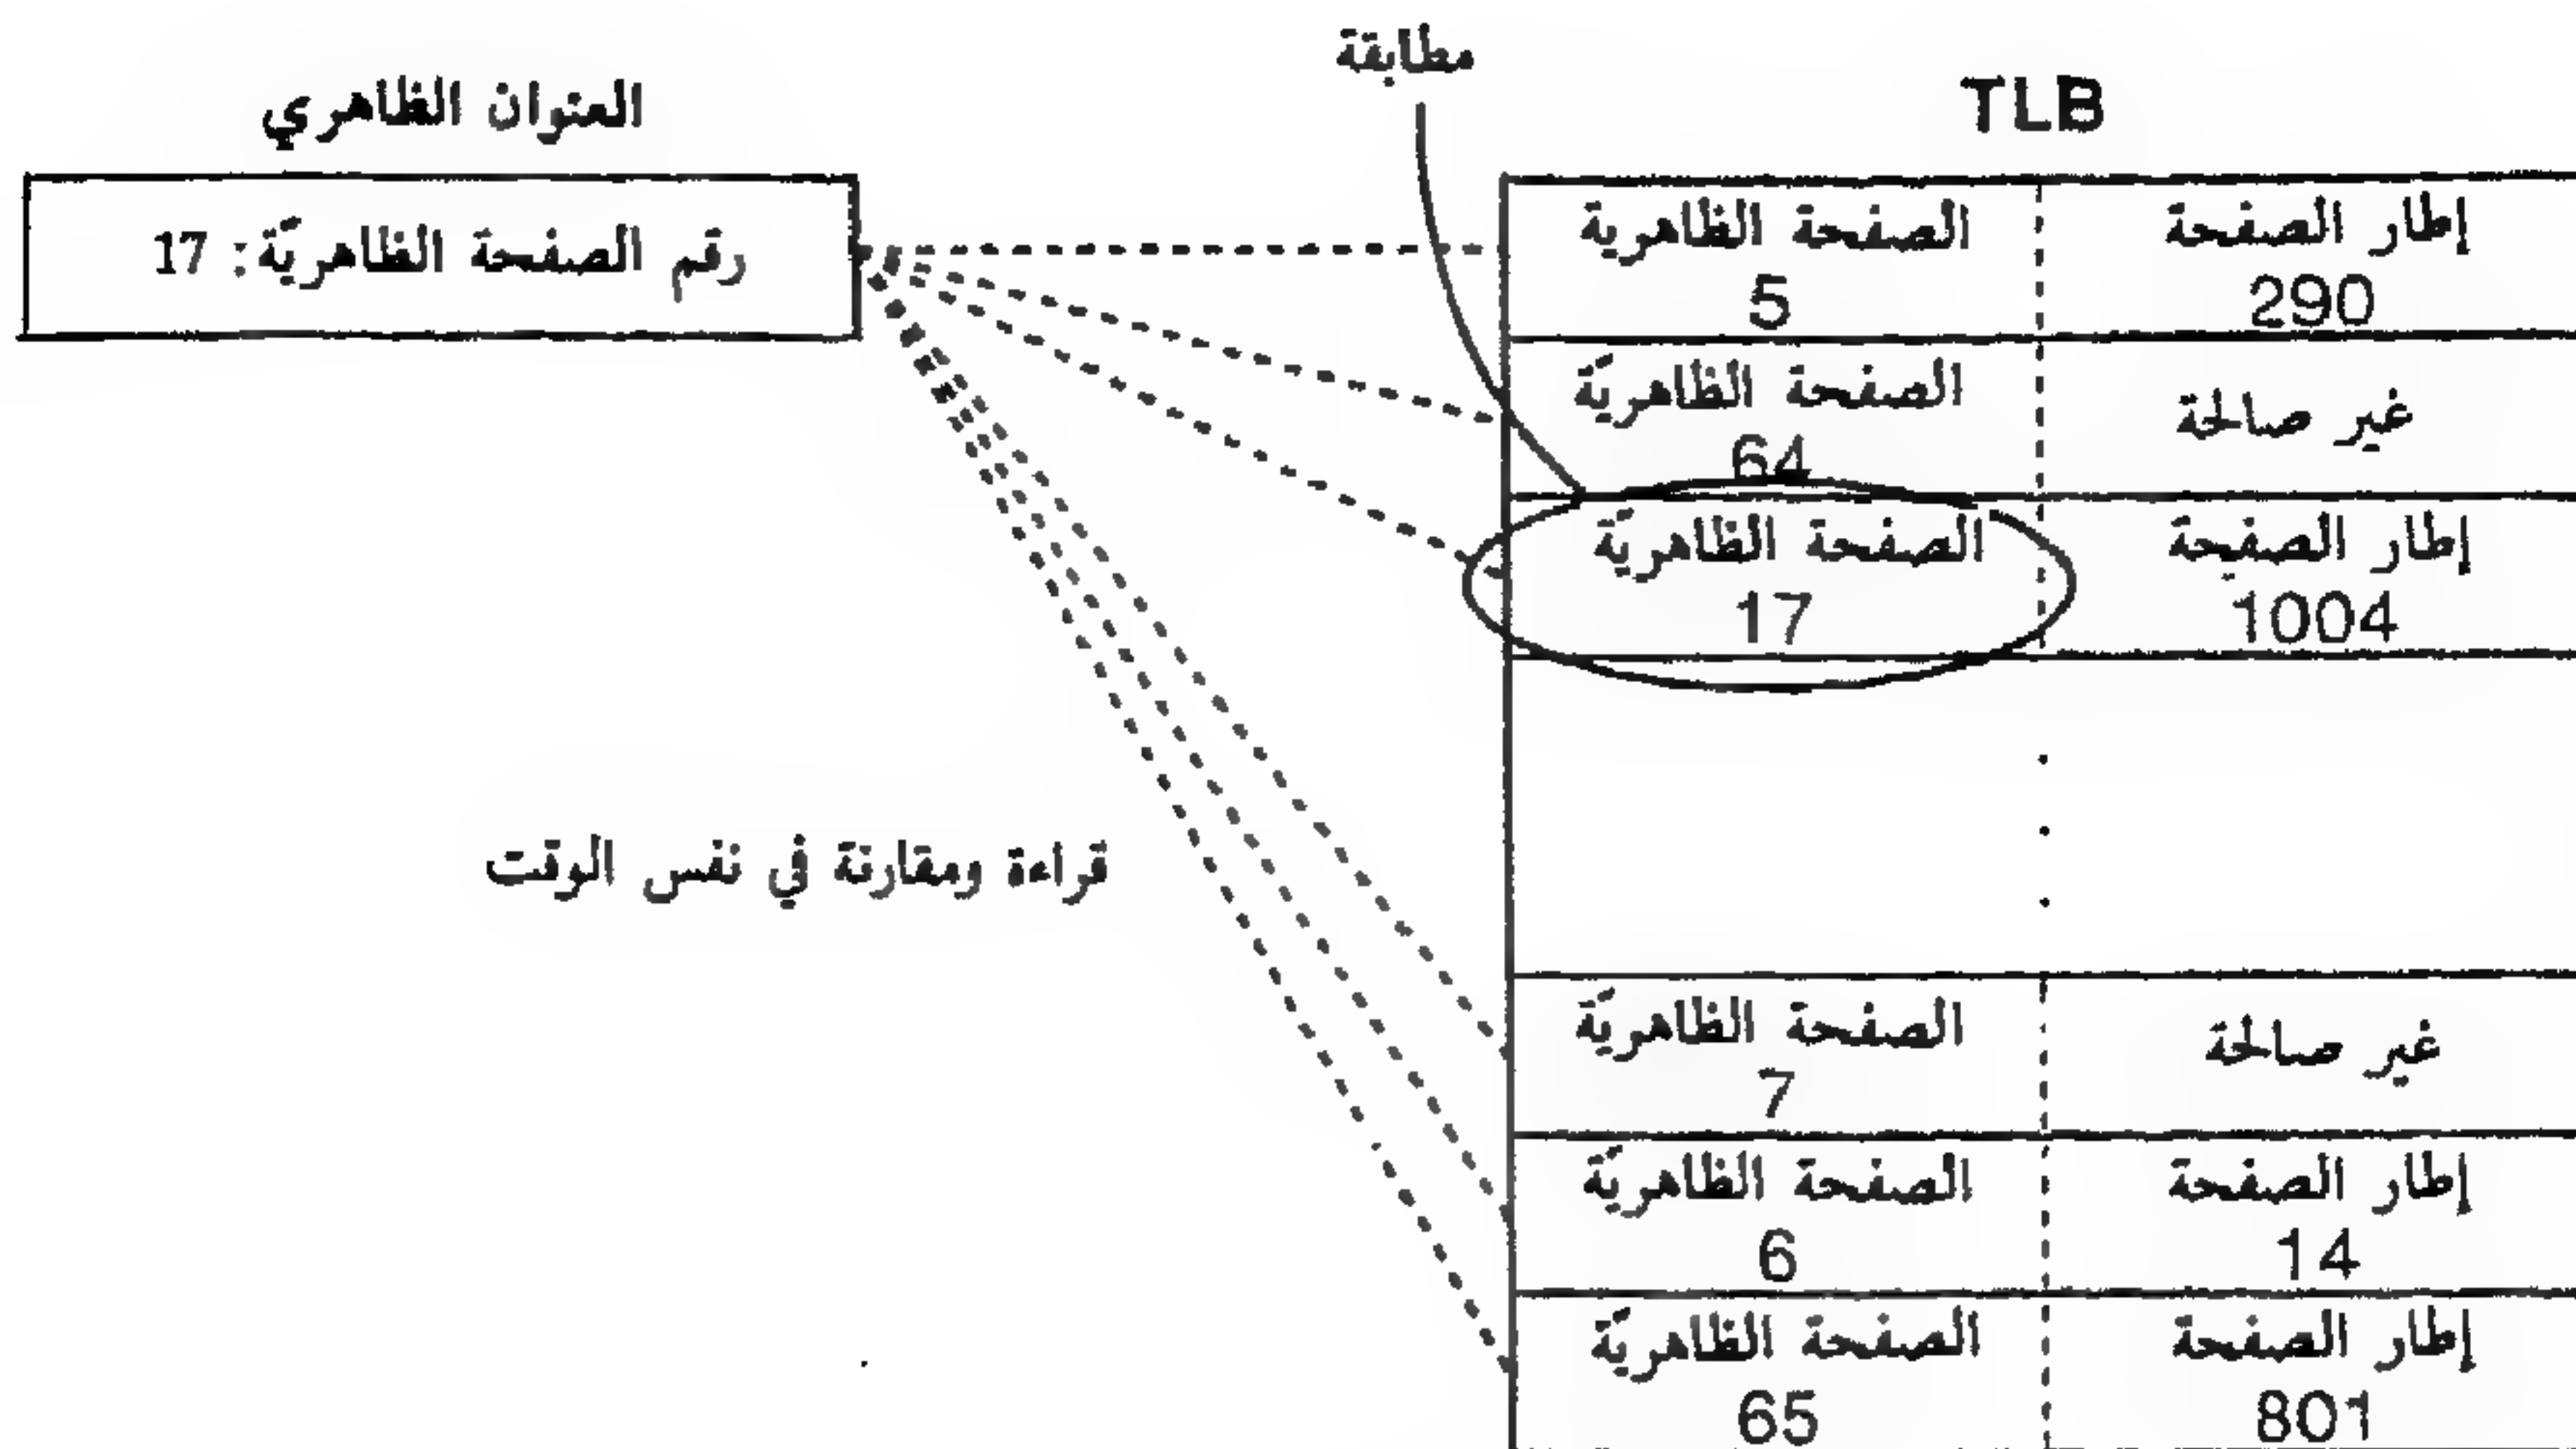 مطابقة
العنوان الظاهري
TLB
رقم الصفحة الظاهريّة: 17
الصفحة الظاهرية
5
إطار الصفحة
290
الصفحة الظاهريّة
64
غير صالحة
الصفحة الظاهريّة
17
إطار الصفحة
1004
قراءة ومقارنة في نفس الوقت
الصفحة الظاهريّة
7
غير صالحة
الصفحة الظاهريّة
6
إطار الصفحة
14
الصفحة الظاهريّة
65
إطار الصفحة
801